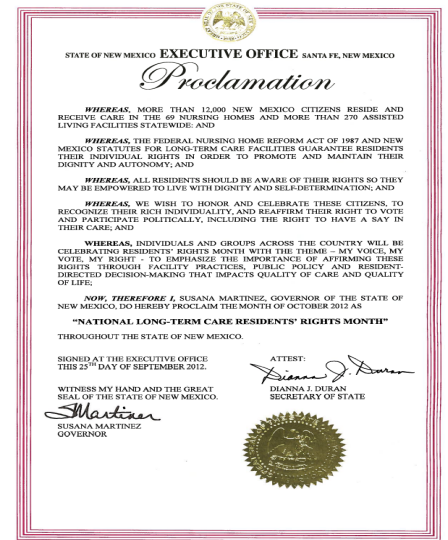 STATE OF NEW MEXICO EXECUTIVE OFFICE SANTA FE, NEW MEXICO
Proclamation
WHEREAS, MORE THAN 12,000 NEW MEXICO CITIZENS RESIDE AND
RECEIVE CARE IN THE 69 NURSING HOMES AND MORE THAN 270 ASSISTED
LIVING FACILITIES STATEWIDE: AND
WHEREAS, THE FEDERAL NURSING HOME REFORM ACT OF 1987 AND NEW
MEXICO STATUTES FOR LONG-TERM CARE FACILITIES GUARANTEE RESIDENTS
THEIR INDIVIDUAL RIGHTS IN ORDER TO PROMOTE AND MAINTAIN THEIR
DIGNITY AND AUTONOMY; AND
WHEREAS, ALL RESIDENTS SHOULD BE AWARE OF THEIR RIGHTS SO THEY
MAY BE EMPOWERED TO LIVE WITH DIGNITY AND SELF-DETERMINATION; AND
WHEREAS, WE WISH TO HONOR AND CELEBRATE THESE CITIZENS, TO
RECOGNIZE THEIR RICH INDIVIDUALITY, AND REAFFIRM THEIR RIGHT TO VOTE
AND PARTICIPATE POLITICALLY, INCLUDING THE RIGHT TO HAVE A SAY IN
THEIR CARE; AND
WHEREAS, INDIVIDUALS AND GROUPS ACROSS THE COUNTRY WILL BE
CELEBRATING RESIDENTS' RIGHTS MONTH WITH THE THEME – MY VOICE, MY
VOTE, MY RIGHT - TO EMPHASIZE THE IMPORTANCE OF AFFIRMING THESE
RIGHTS THROUGH FACILITY PRACTICES, PUBLIC POLICY AND RESIDENT-
DIRECTED DECISION-MAKING THAT IMPACTS QUALITY OF CARE AND QUALITY
OF LIFE;
NOW, THEREFORE I, SUSANA MARTINEZ, GOVERNOR OF THE STATE OF
NEW MEXICO, DO HEREBY PROCLAIM THE MONTH OF OCTOBER 2012 AS
"NATIONAL LONG-TERM CARE RESIDENTS' RIGHTS MONTH"
THROUGHOUT THE STATE OF NEW MEXICO.
SIGNED AT THE EXECUTIVE OFFICE
THIS 25TH DAY OF SEPTEMBER 2012.
ATTEST:
Dianna J. Duran
DIANNA J. DURAN
SECRETARY OF STATE
WITNESS MY HAND AND THE GREAT
SEAL OF THE STATE OF NEW MEXICO.
SMartinez
SUSANA MARTINEZ
GOVERNOR